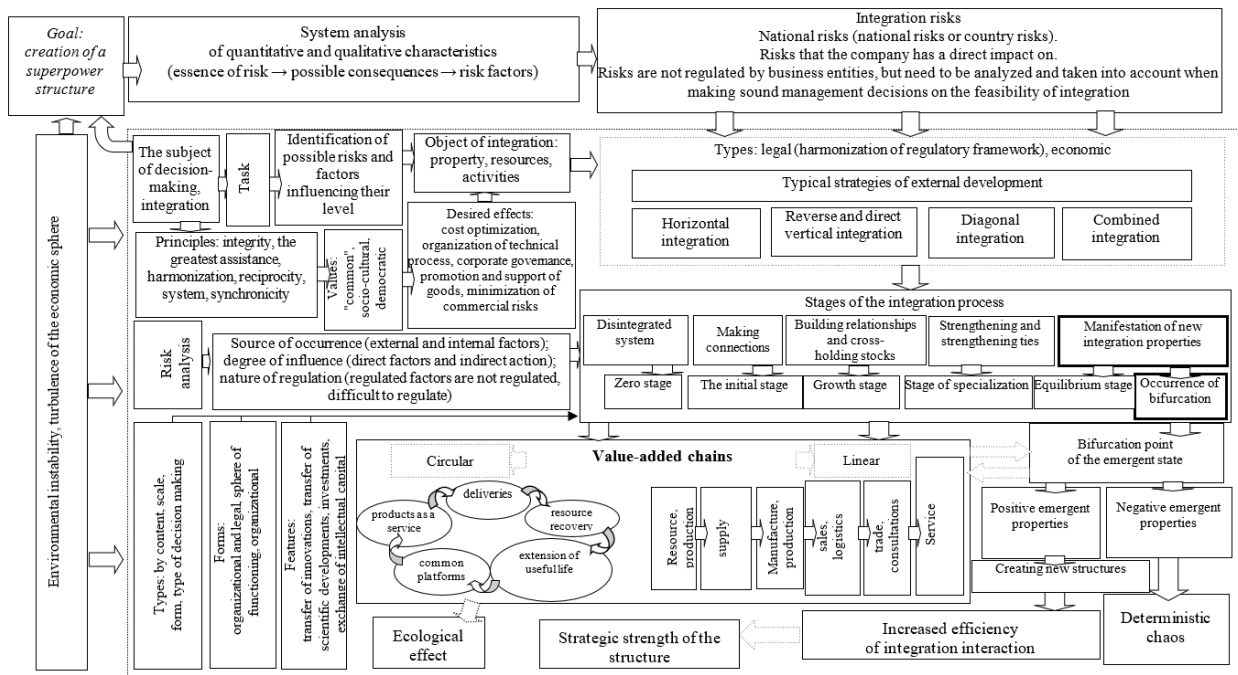 Goal:
creation of a
superpower
structure
System analysis
of quantitative and qualitative characteristics
(essence of risk → possible consequences → risk factors)
Integration risks
National risks (national risks or country risks).
Risks that the company has a direct impact on.
Risks are not regulated by business entities, but need to be analyzed and taken into account when
making sound management decisions on the feasibility of integration
Environmental instability, turbulence of the economic sphere
The subject
of decision-
making,
integration
Task
Identification of
possible risks and
factors
influencing their
level
Object of integration:
property, resources,
activities
Types: legal (harmonization of regulatory framework), economic
Typical strategies of external development
Horizontal
integration
Reverse and direct
vertical integration
Diagonal
integration
Combined
integration
Principles: integrity, the
greatest assistance,
harmonization, reciprocity,
system, synchronicity
Values:
"common",
socio-cultural,
democratic
Desired effects:
cost optimization,
organization of technical
process, corporate governance,
promotion and support of
goods, minimization of
commercial risks
Stages of the integration process
Disintegrated
system
Making
connections
Building relationships
and cross-
holding stocks
Strengthening and
strengthening ties
Manifestation of new
integration properties
Zero stage
The initial stage
Growth stage
Stage of specialization
Equilibrium stage
Occurrence of
bifurcation
Risk
analysis
Source of occurrence (external and internal factors);
degree of influence (direct factors and indirect action);
nature of regulation (regulated factors are not regulated,
difficult to regulate)
Types: by content, scale,
form, type of decision making
Forms:
organizational and legal, sphere of
functioning, organizational
Features:
transfer of innovations, transfer of
scientific developments, investments,
exchange of intellectual capital
Value-added chains
Circular
Linear
deliveries
products as a
service
resource
recovery
common
platforms
extension of
useful life
Resource,
production
supply
Manufacture,
production
sales,
logistics
trade,
consultations
Service
Bifurcation point
of the emergent state
Positive emergent
properties
Negative emergent
properties
Creating new structures
Ecological
effect
Strategic strength of the
structure
Increased efficiency
of integration interaction
Deterministic
chaos